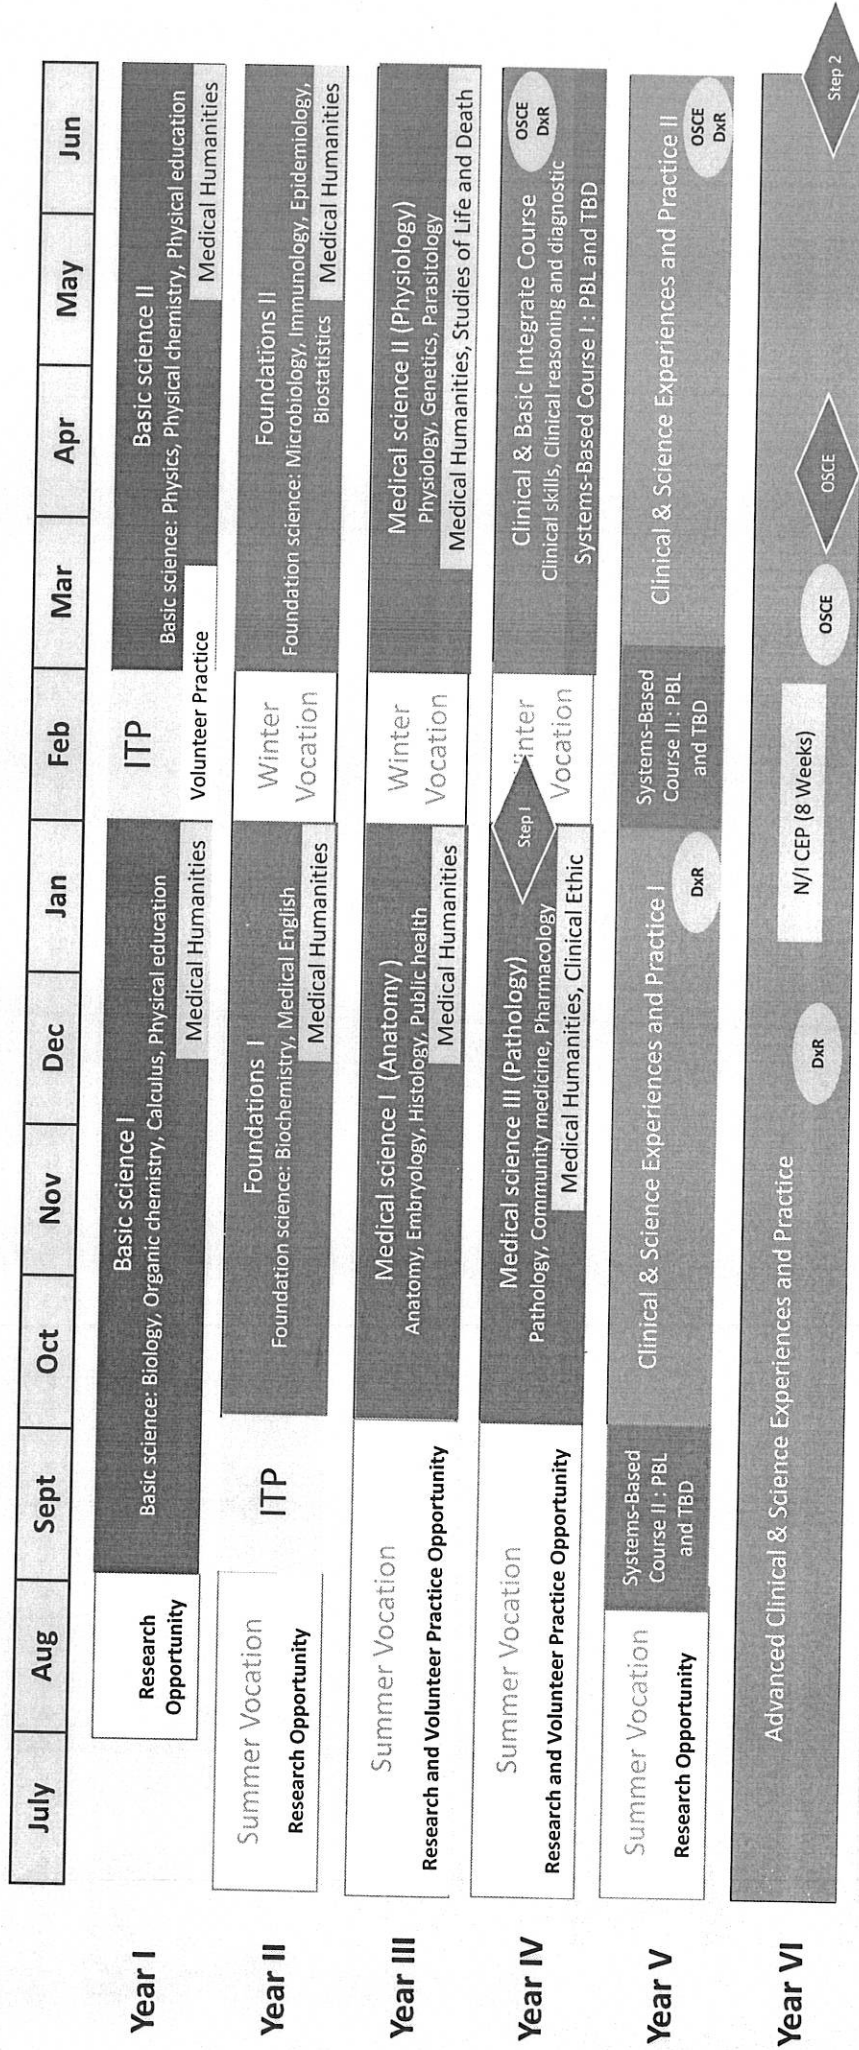 July Aug Sept Oct Nov Dec Jan Feb Mar Apr May Jun
Year I
Research
Opportunity
Basic science I
Basic science: Biology, Organic chemistry, Calculus, Physical education
Medical Humanities
ITP
Volunteer Practice
Basic science II
Basic science: Physics, Physical chemistry, Physical education
Medical Humanities
Year II
Summer Vocation
Research Opportunity
ITP
Foundations I
Foundation science: Biochemistry, Medical English
Medical Humanities
Winter
Vocation
Foundations II
Foundation science: Microbiology, Immunology, Epidemiology,
Biostatistics
Medical Humanities
Year III
Summer Vocation
Research and Volunteer Practice Opportunity
Medical science I (Anatomy )
Anatomy, Embryology, Histology, Public health
Medical Humanities
Winter
Vocation
Medical science II (Physiology)
Physiology, Genetics, Parasitology
Medical Humanities, Studies of Life and Death
Year IV
Summer Vocation
Research and Volunteer Practice Opportunity
Medical science III (Pathology)
Pathology, Community medicine, Pharmacology
Medical Humanities, Clinical Ethic
Step I
Winter
Vocation
Clinical & Basic Integrate Course
Clinical skills, Clinical reasoning and diagnostic
Systems-Based Course I : PBL and TBD
OSCE
DxR
Year V
Summer Vocation
Research Opportunity
Systems-Based
Course II : PBL
and TBD
Clinical & Science Experiences and Practice I
DxR
Systems-Based
Course II : PBL
and TBD
Clinical & Science Experiences and Practice II
OSCE
DxR
Year VI
Advanced Clinical & Science Experiences and Practice
DxR
N/I CEP (8 Weeks)
OSCE
OSCE
Step 2